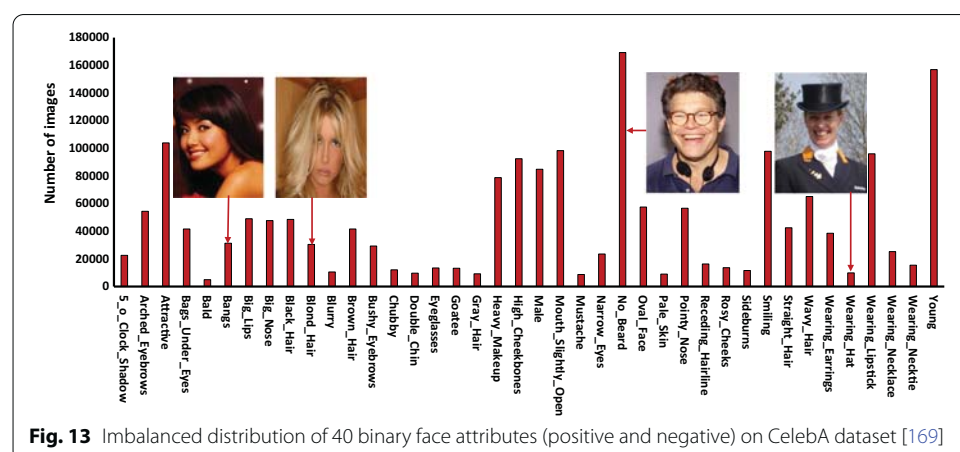 180000
160000
140000
120000
100000
80000
60000
40000
20000
0
Number of images
5_o_Clock_Shadow
Arched_Eyebrows
Attractive
Bags_Under_Eyes
Bald
Bangs
Big_Lips
Big_Nose
Black_Hair
Blond_Hair
Blurry
Brown_Hair
Bushy_Eyebrows
Chubby
Double_Chin
Eyeglasses
Goatee
Gray_Hair
Heavy_Makeup
High_Cheekbones
Male
Mouth_Slightly_Open
Mustache
Narrow_Eyes
No_Beard
Oval_Face
Pale_Skin
Pointy_Nose
Receding_Hairline
Rosy_Cheeks
Sideburns
Smiling
Straight_Hair
Wavy_Hair
Wearing_Earrings
Wearing_Hat
Wearing_Lipstick
Wearing_Necklace
Wearing_Necktie
Young
Fig. 13 Imbalanced distribution of 40 binary face attributes (positive and negative) on CelebA dataset [169]